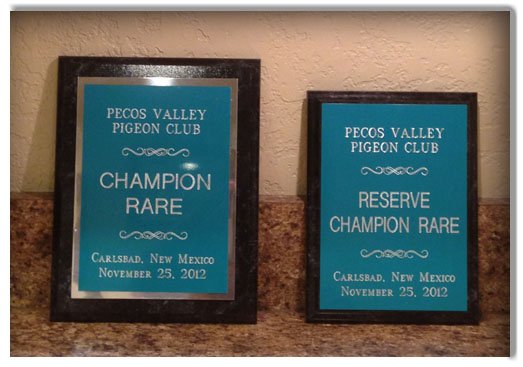 PECOS VALLEY
PIGEON CLUB
CHAMPION
RARE
CARLSBAD, NEW MEXICO
NOVEMBER 25, 2012
PECOS VALLEY
PIGEON CLUB
RESERVE
CHAMPION RARE
CARLSBAD, NEW MEXICO
NOVEMBER 25, 2012